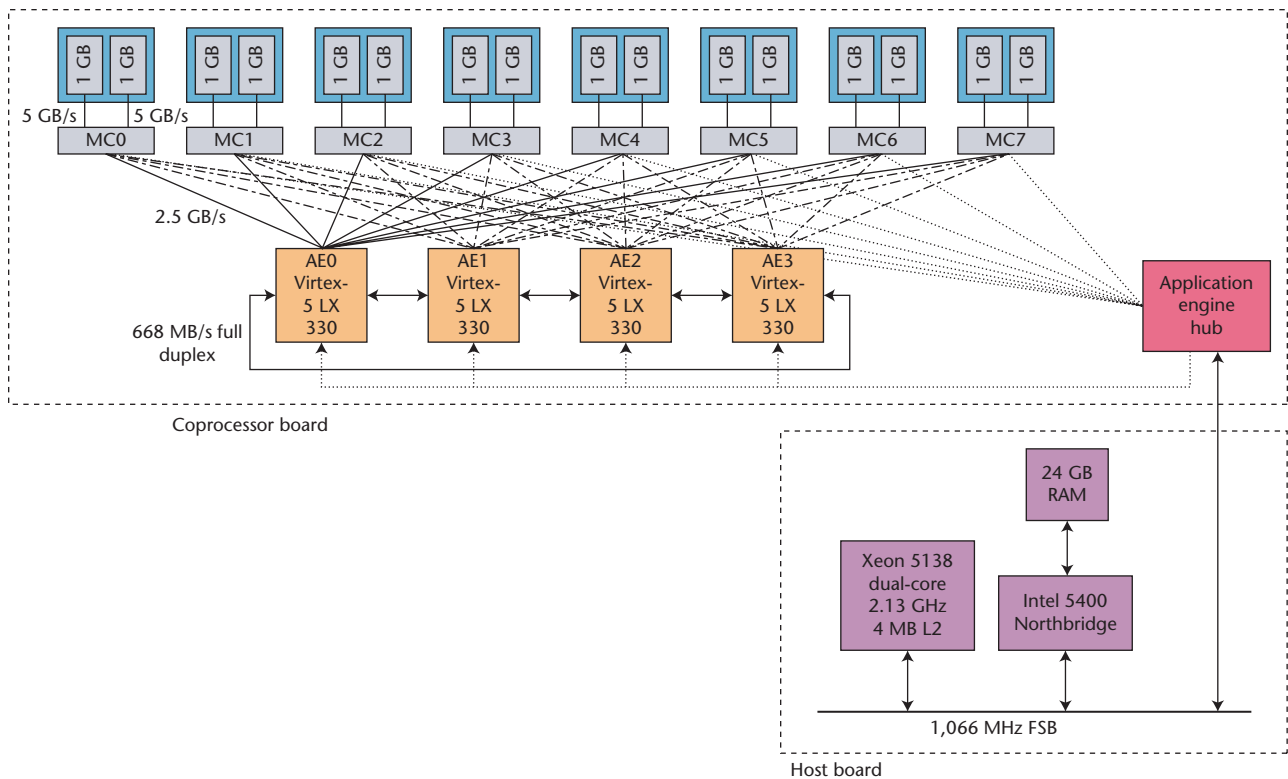 1 GB 1 GB 1 GB 1 GB 1 GB 1 GB 1 GB 1 GB 1 GB 1 GB 1 GB 1 GB 1 GB 1 GB 1 GB 1 GB
5 GB/s 5 GB/s
MC0 MC1 MC2 MC3 MC4 MC5 MC6 MC7
2.5 GB/s
AE0
Virtex-
5 LX
330
AE1
Virtex-
5 LX
330
AE2
Virtex-
5 LX
330
AE3
Virtex-
5 LX
330
Application
engine
hub
668 MB/s full
duplex
Coprocessor board
24 GB
RAM
Xeon 5138
dual-core
2.13 GHz
4 MB L2
Intel 5400
Northbridge
1,066 MHz FSB
Host board